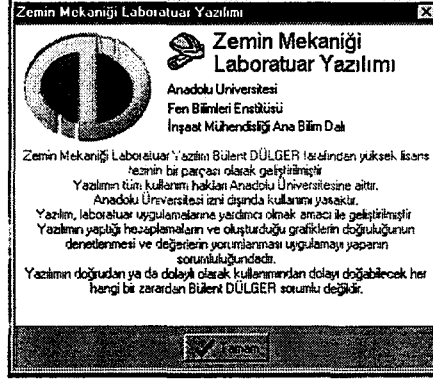 Zemin Mekaniği Laboratuar Yazılımı
Zemin Mekaniği
Laboratuar Yazılımı
Anadolu Üniversitesi
Fen Bilimleri Enstitüsü
İnşaat Mühendisliği Ana Bilim Dalı
Zemin Mekaniği Laboratuar Yazılım Bülent DÜLGER tarafından yüksek lisans
tezinin bir parçası olarak geliştirilmiştir
Yazılımın tüm kullanım hakları Anadolu Üniversitesine aittir.
Anadolu Üniversitesi izni dışında kullanımı yasaktır.
Yazılım, laboratuar uygulamalarına yardımcı olmak amacı ile geliştirilmiştir
Yazılımın yaptığı hesaplamaların ve oluşturduğu grafiklerin doğruluğunun
denetlenmesi ve değerlerin yorumlanması uygulamayı yapanın
sorumluluğundadır.
Yazılımın doğrudan ya da dolaylı olarak kullanımından dolayı doğabilecek her
hangi bir zarardan Bülent DÜLGER sorumlu değildir.
Tamam